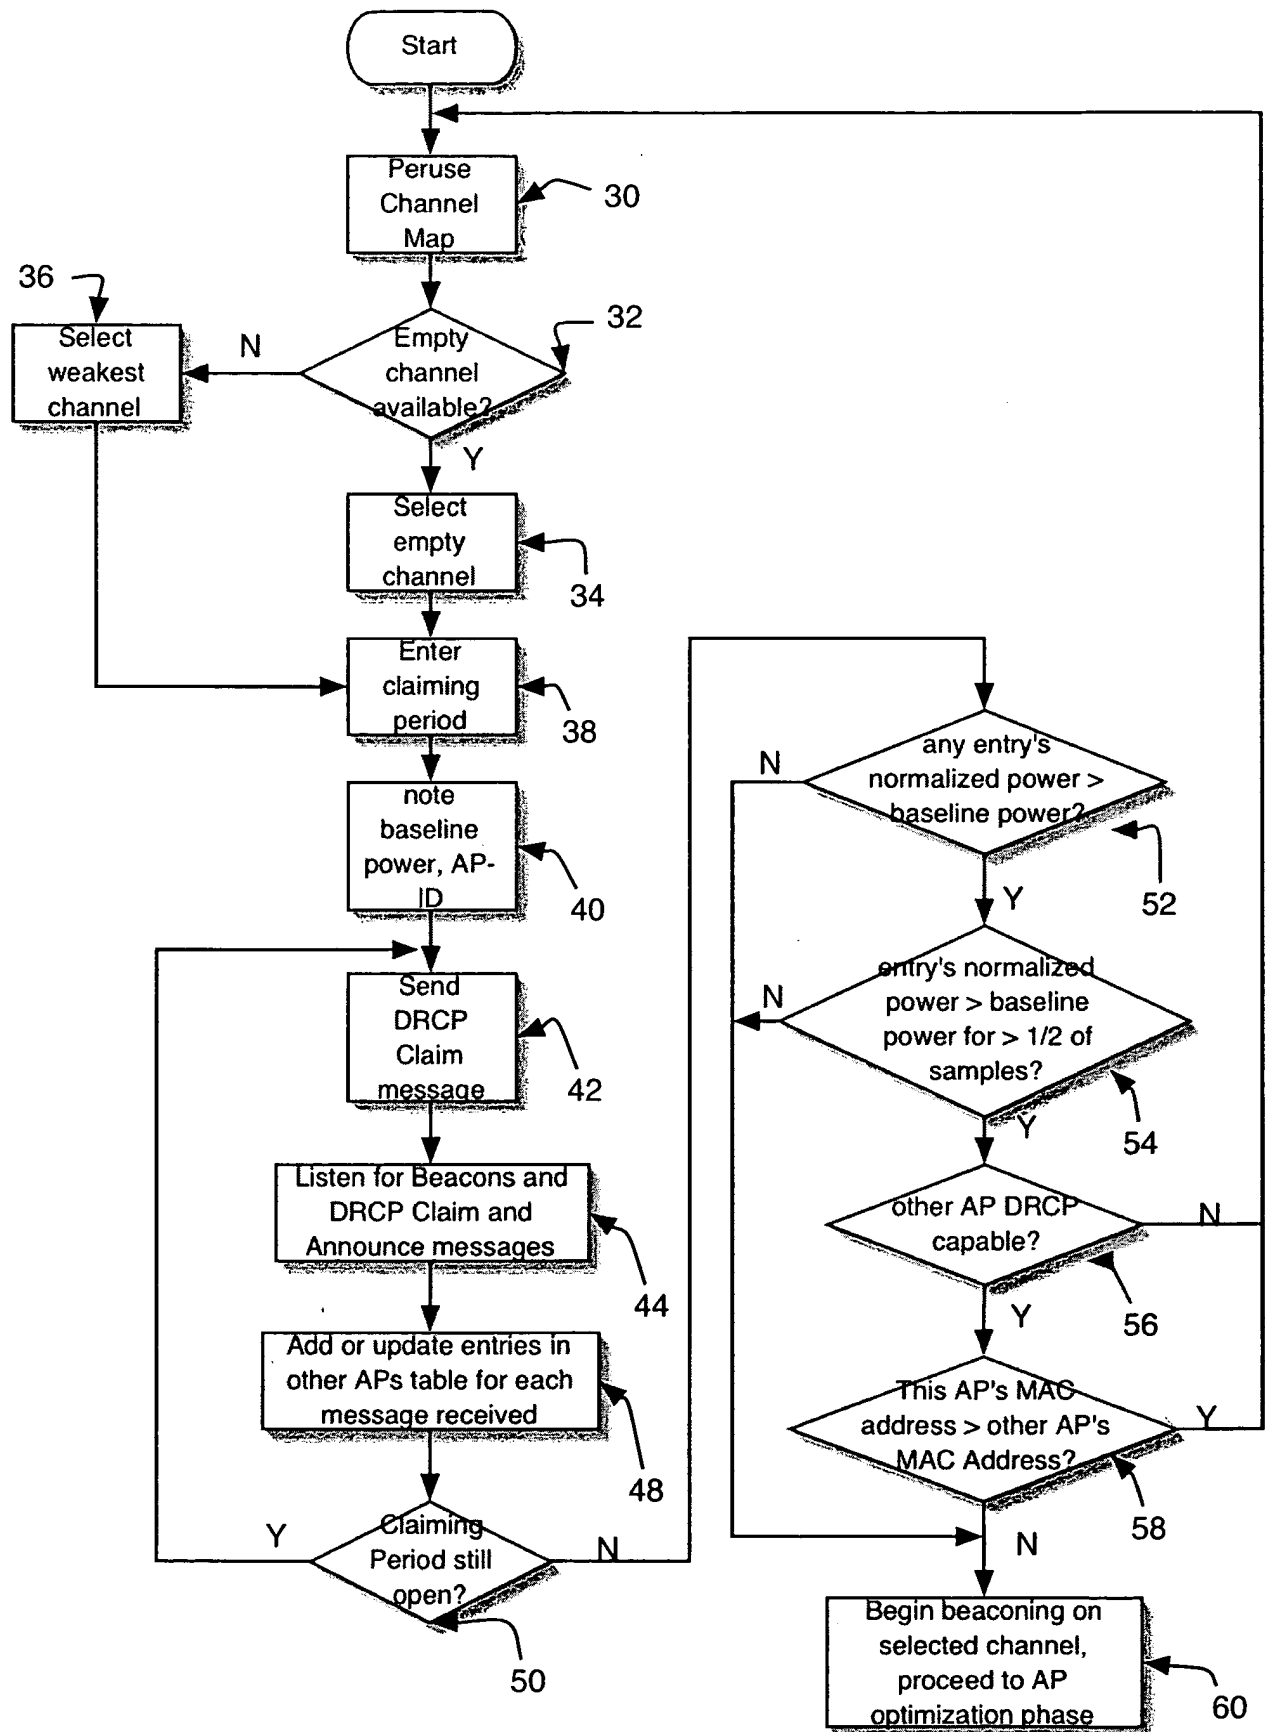 Start
Peruse
Channel
Map
30
36
32
Select
weakest
channel
N
Empty
channel
available?
Y
Select
empty
channel
34
Enter
claiming
period
38
note
baseline
power, AP-
ID
40
Send
DRCP
Claim
message
42
Listen for Beacons and
DRCP Claim and
Announce messages
44
Add or update entries in
other APs table for each
message received
48
Y
Claiming
Period still
open?
N
50
any entry's
normalized power >
baseline power?
N
52
Y
entry's normalized
power > baseline
power for > 1/2 of
samples?
N
54
Y
other AP DRCP
capable?
N
56
Y
This AP's MAC
address > other AP's
MAC Address?
Y
58
N
Begin beaconing on
selected channel,
proceed to AP
optimization phase
60